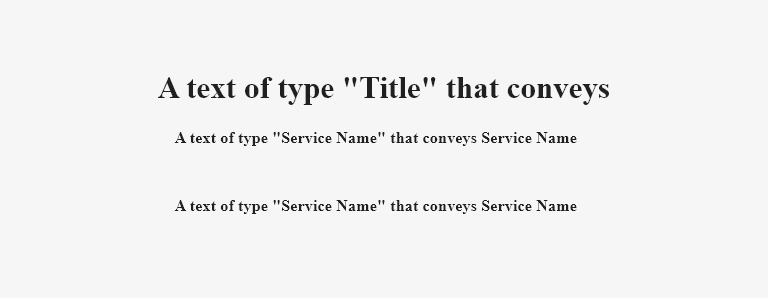 A text of type "Title" that conveys
A text of type "Service Name" that conveys Service Name
A text of type "Service Name" that conveys Service Name